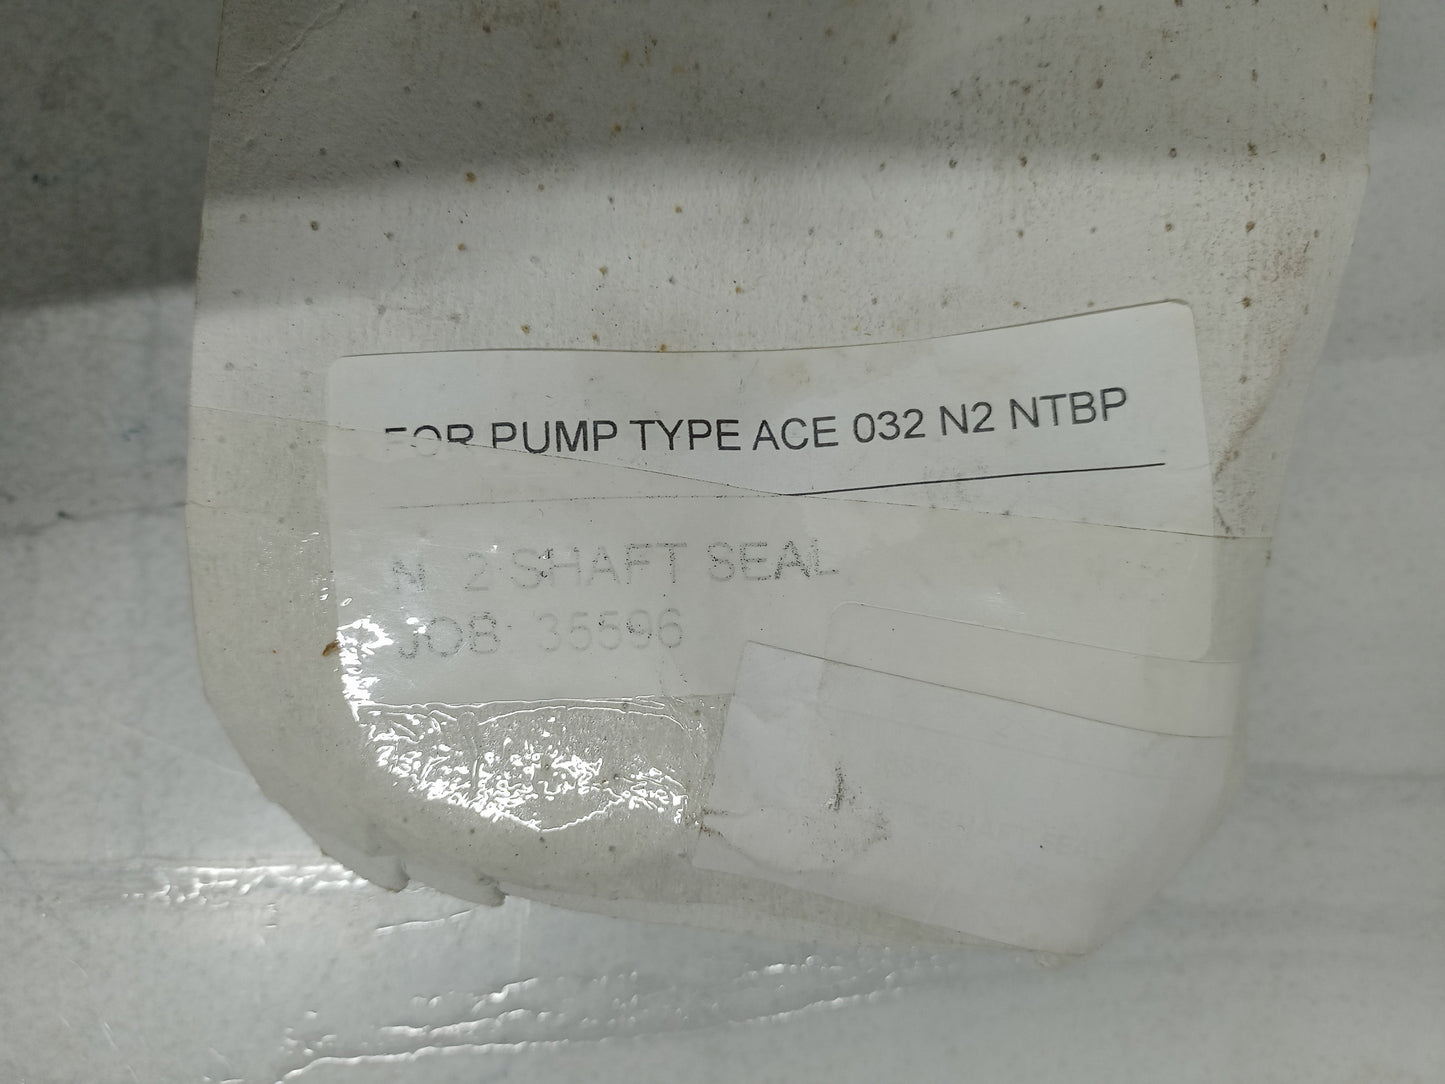 FOR PUMP TYPE ACE 032 N2 NTBP
N 2 SHAFT SEAL
JOB: 35596